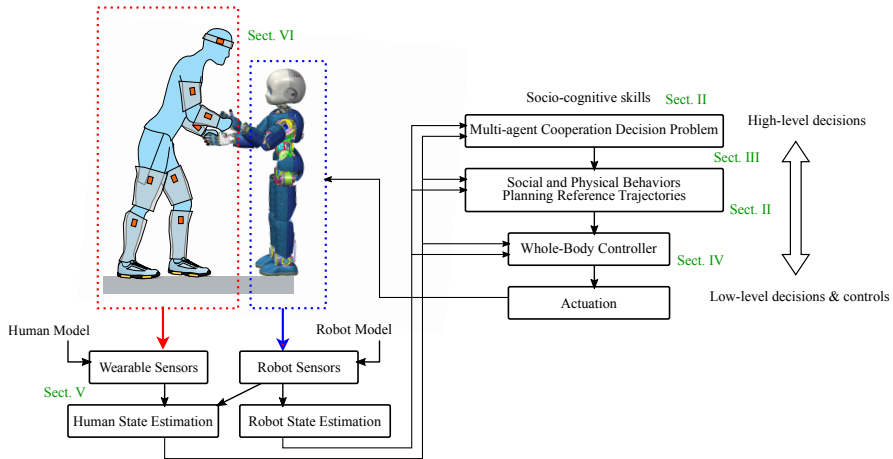 Sect. VI
Socio-cognitive skills
Sect. II
Multi-agent Cooperation Decision Problem
High-level decisions
Sect. III
Social and Physical Behaviors
Planning Reference Trajectories
Sect. II
Whole-Body Controller
Sect. IV
Actuation
Low-level decisions & controls
Human Model
Robot Model
Wearable Sensors
Robot Sensors
Sect. V
Human State Estimation
Robot State Estimation